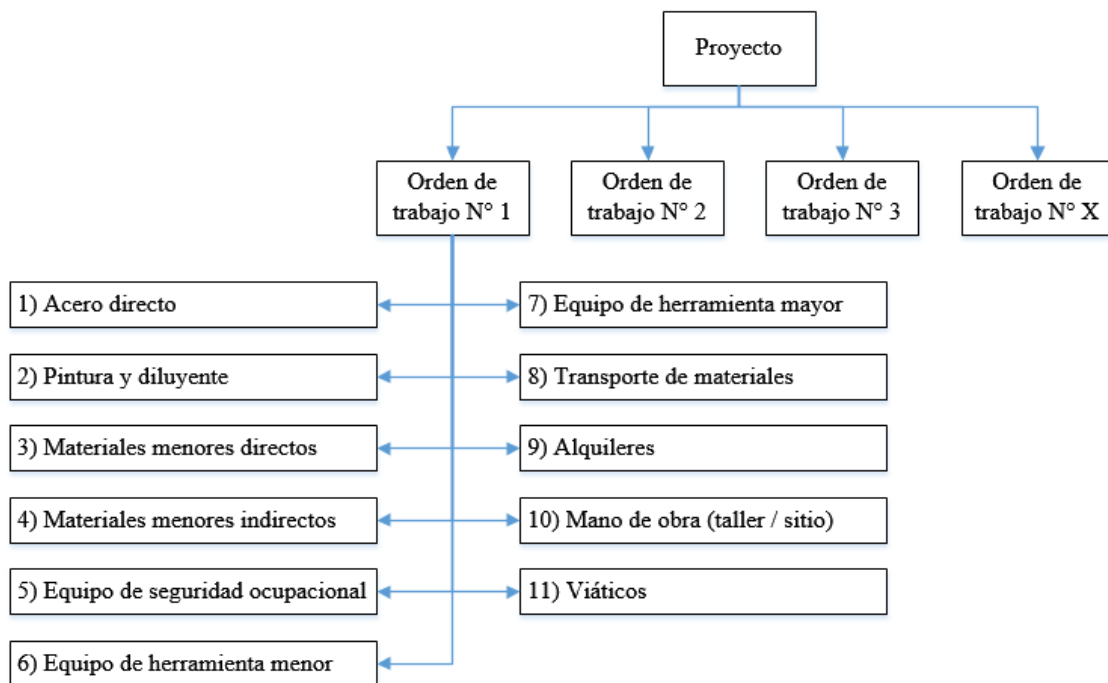 Proyecto
Orden de
trabajo N° 1
Orden de
trabajo N° 2
Orden de
trabajo N° 3
Orden de
trabajo N° X
1) Acero directo
2) Pintura y diluyente
3) Materiales menores directos
4) Materiales menores indirectos
5) Equipo de seguridad ocupacional
6) Equipo de herramienta menor
7) Equipo de herramienta mayor
8) Transporte de materiales
9) Alquileres
10) Mano de obra (taller / sitio)
11) Viáticos